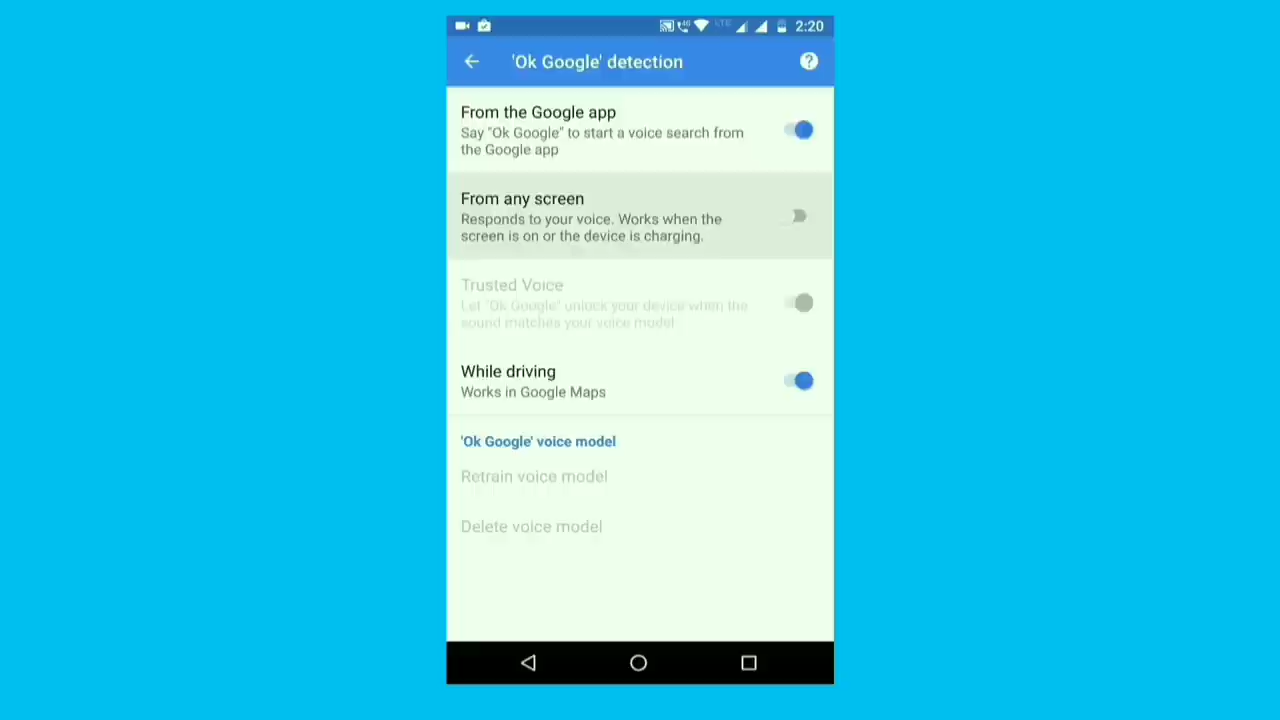 4G
LTE
2:20
'Ok Google' detection
?
From the Google app
Say "Ok Google" to start a voice search from
the Google app
From any screen
Responds to your voice. Works when the
screen is on or the device is charging.
Trusted Voice
Let "Ok Google" unlock your device when the
sound matches your voice model
While driving
Works in Google Maps
'Ok Google' voice model
Retrain voice model
Delete voice model